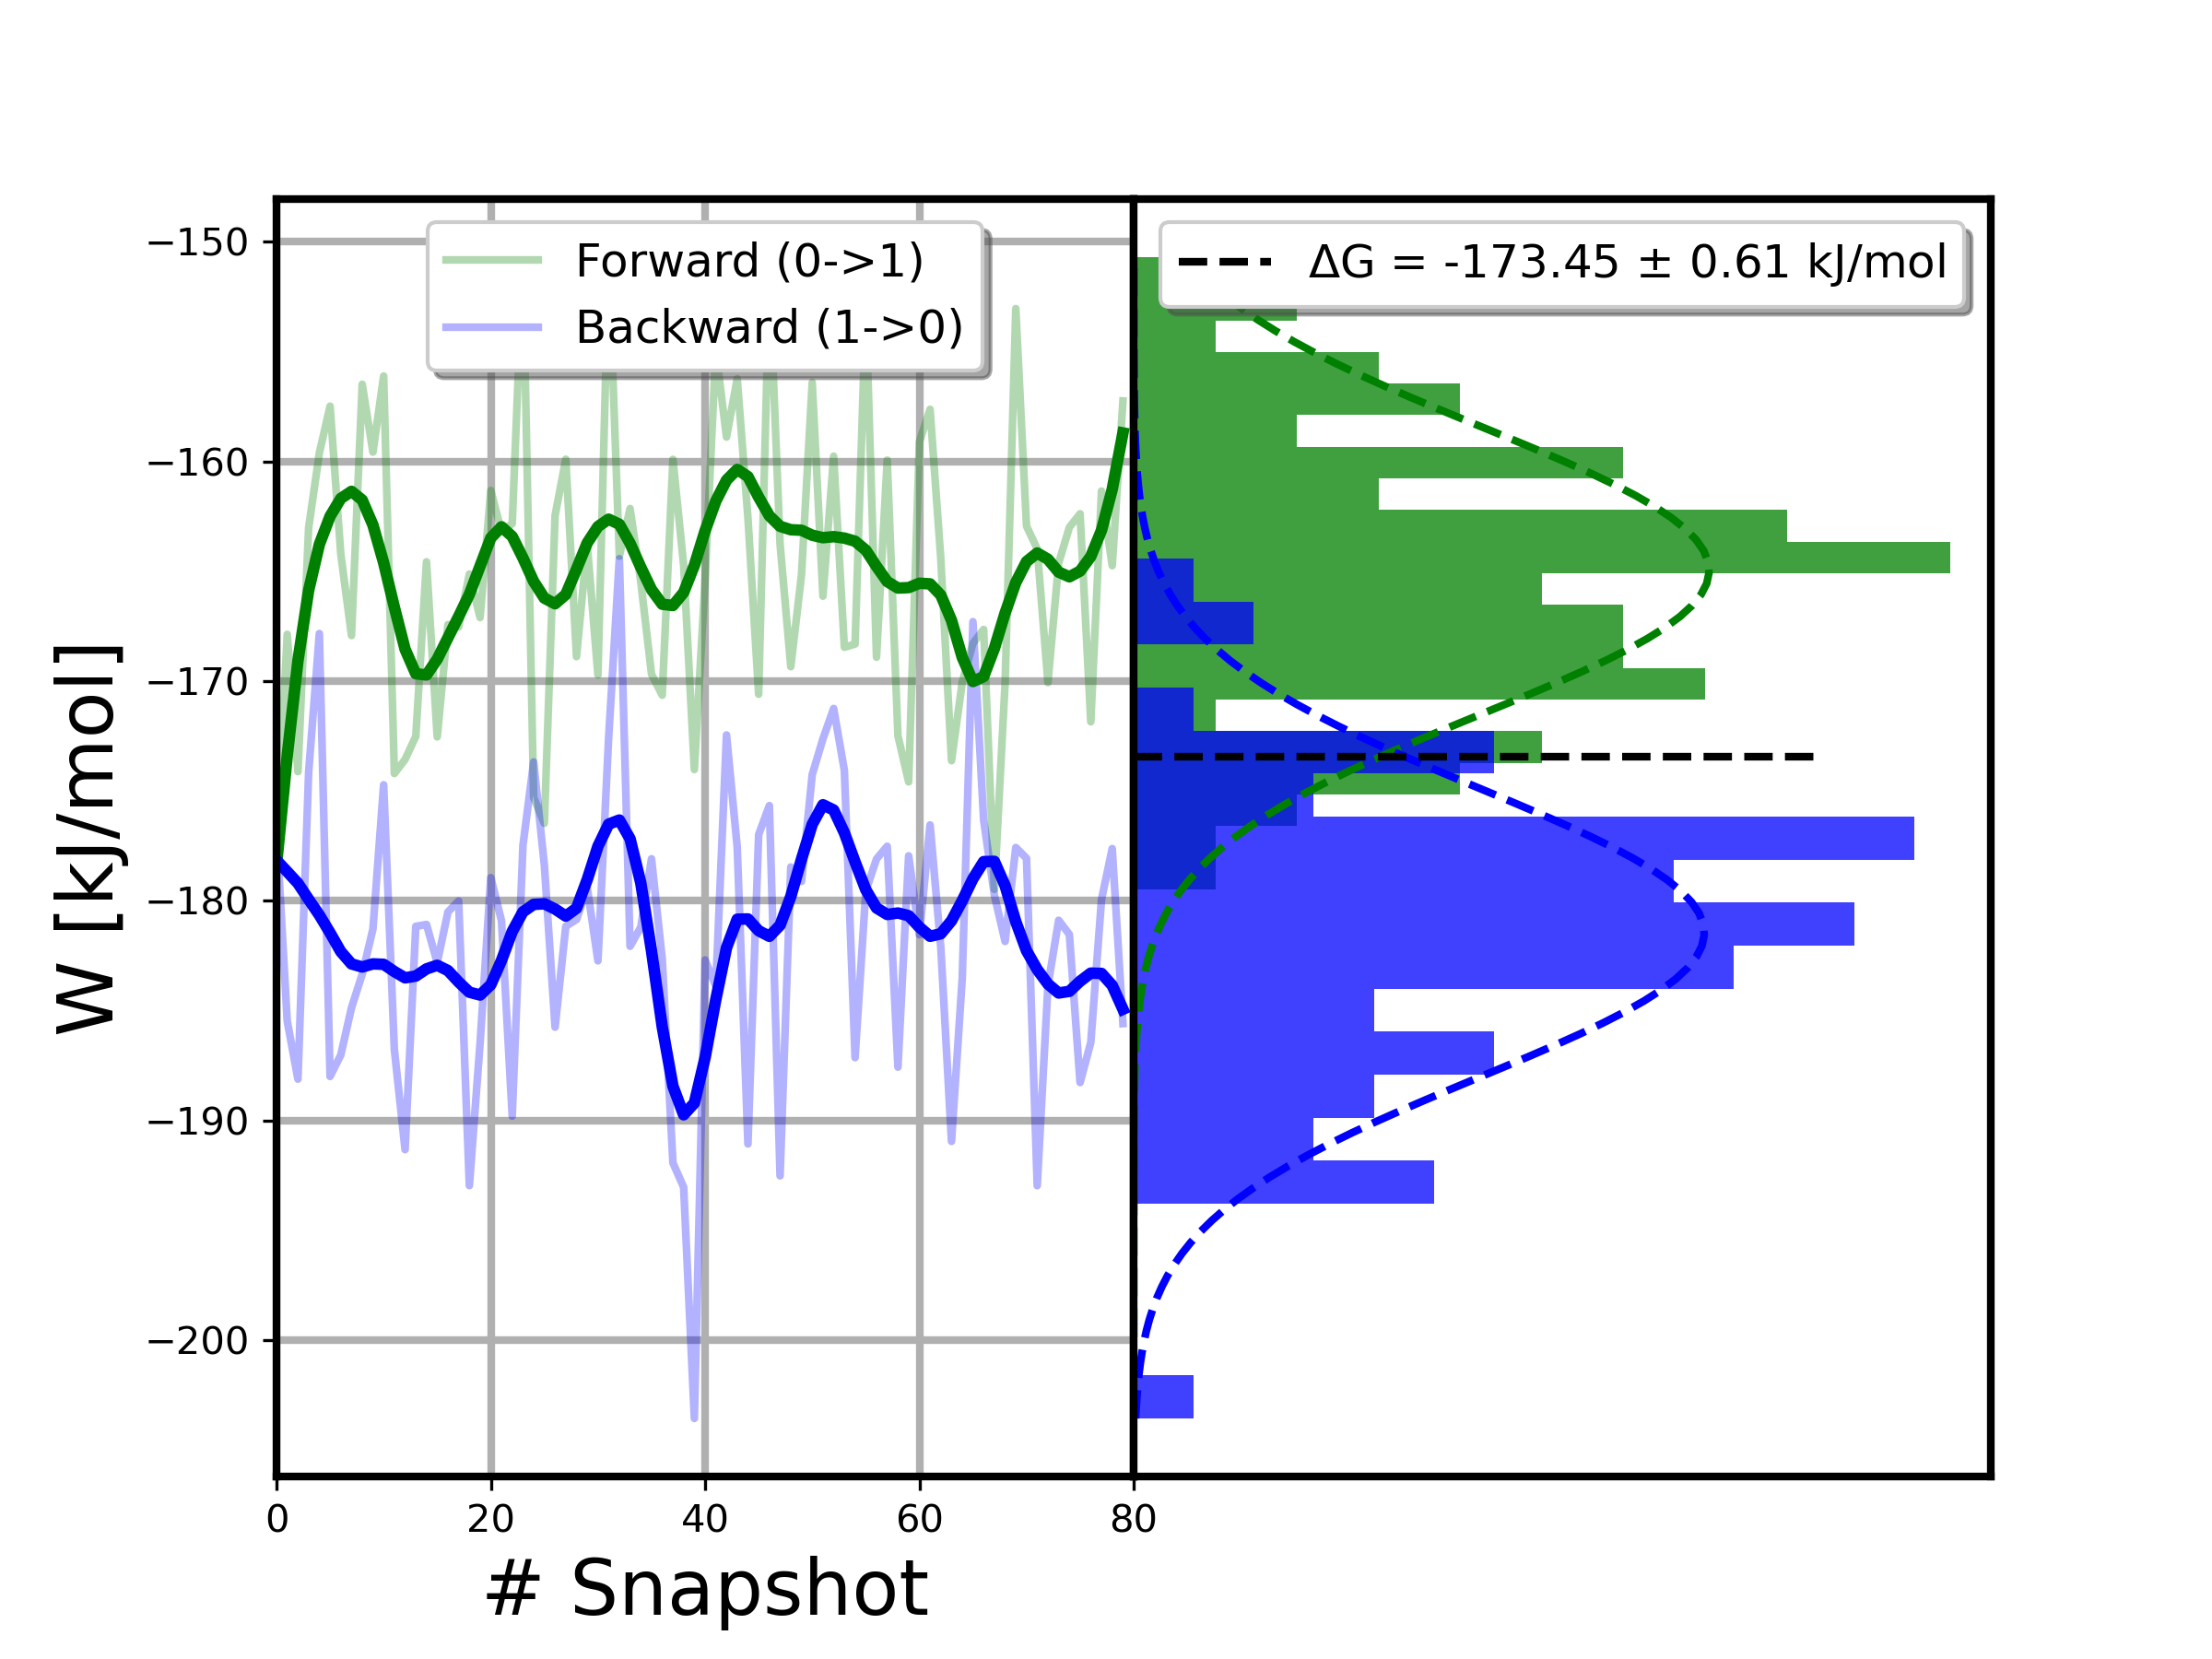 W [kJ/mol]
−150
−160
−170
−180
−190
−200
Forward (0->1)
Backward (1->0)
ΔG = -173.45 ± 0.61 kJ/mol
0 20 40 60 80
# Snapshot